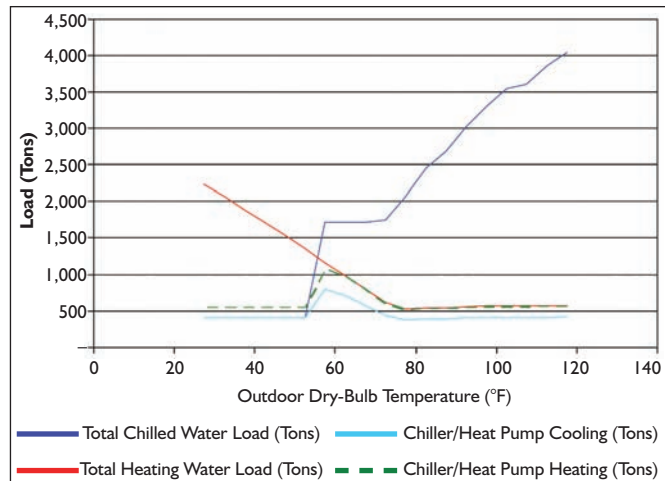 4,500
4,000
3,500
3,000
2,500
2,000
1,500
1,000
500
–
Load (Tons)
0 20 40 60 80 100 120 140
Outdoor Dry-Bulb Temperature (°F)
Total Chilled Water Load (Tons) Chiller/Heat Pump Cooling (Tons)
Total Heating Water Load (Tons) Chiller/Heat Pump Heating (Tons)